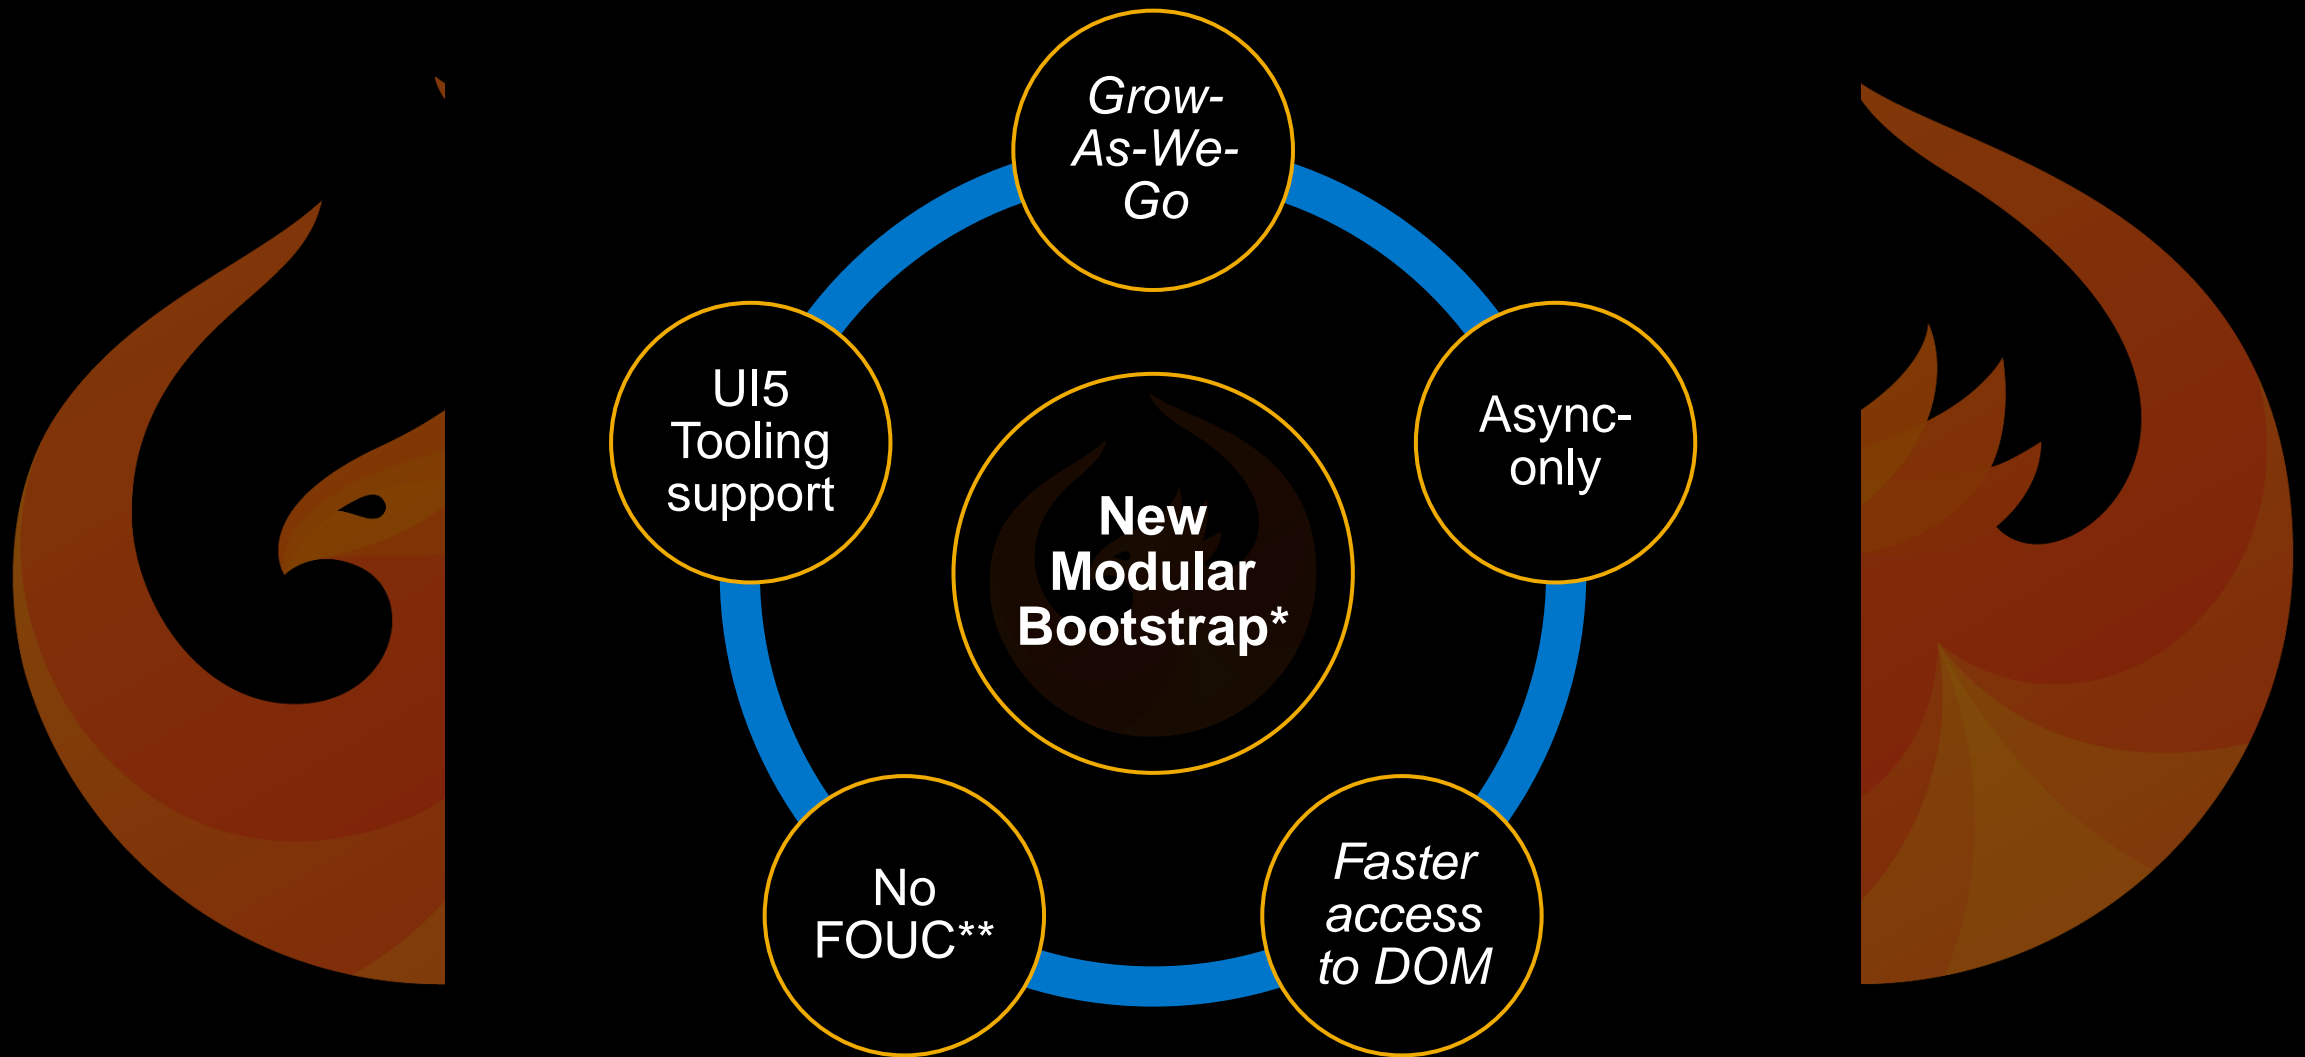 Grow-
As-We-
Go
UI5
Tooling
support
Async-
only
New
Modular
Bootstrap*
No
FOUC**
Faster
access
to DOM